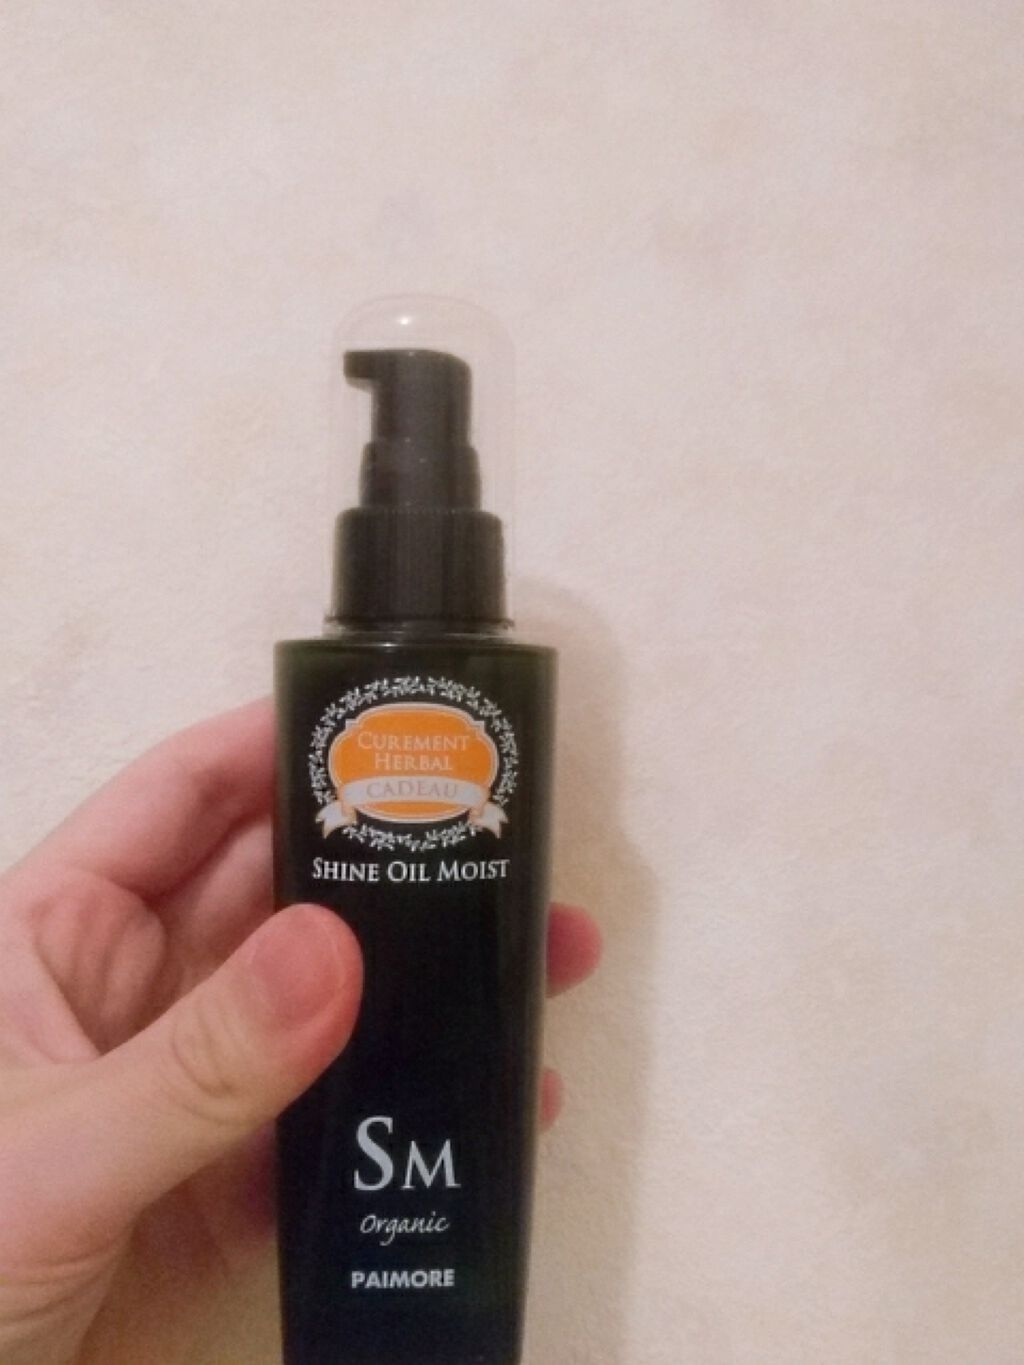 CUREMENT
HERBAL
CADEAU
SHINE OIL MOIST
SM
Organic
PAIMORE